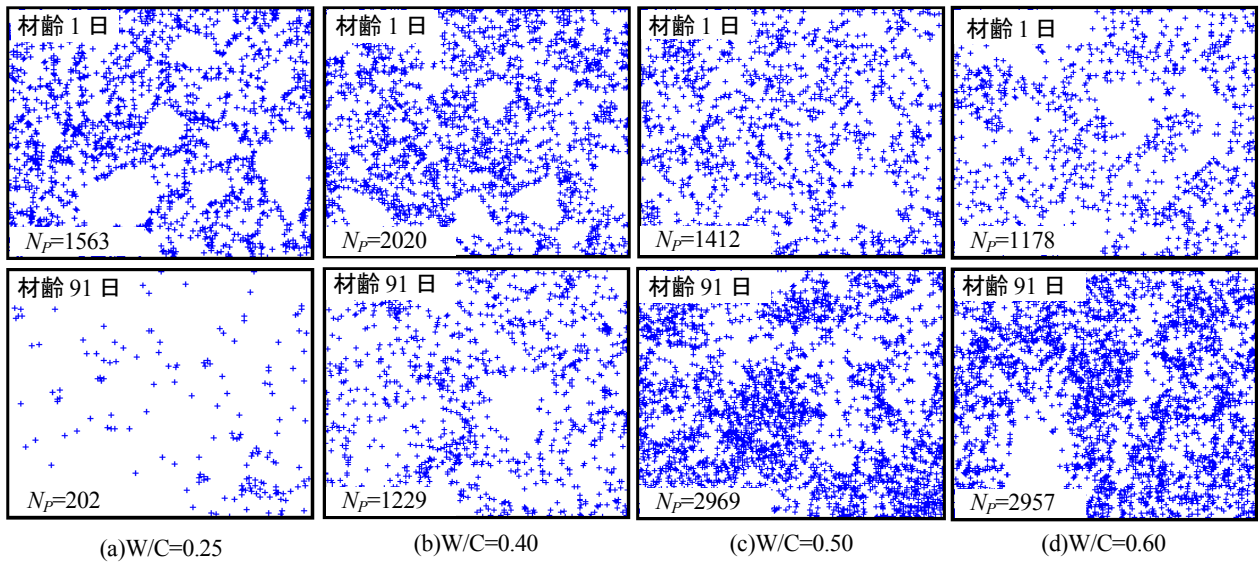 材齢 1 日
材齢 1 日
材齢 1 日
材齢 1 日
N_P=1563
N_P=2020
N_P=1412
N_P=1178
材齢 91 日
材齢 91 日
材齢 91 日
材齢 91 日
N_P=202
N_P=1229
N_P=2969
N_P=2957
(a)W/C=0.25
(b)W/C=0.40
(c)W/C=0.50
(d)W/C=0.60